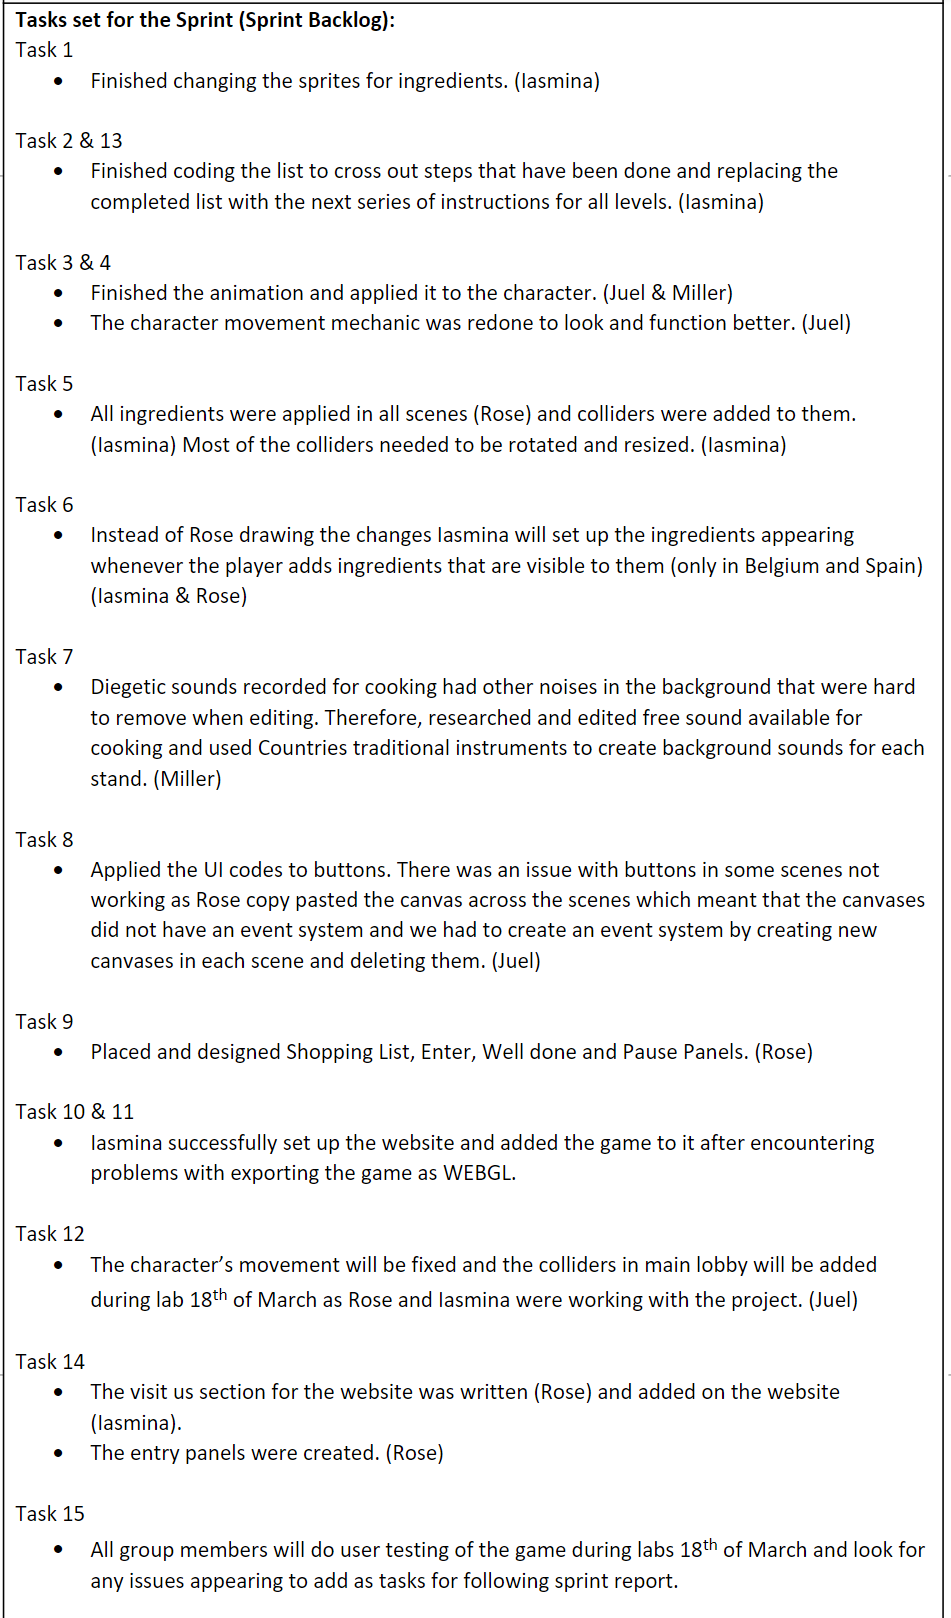 Tasks set for the Sprint (Sprint Backlog):
Task 1
• Finished changing the sprites for ingredients. (Iasmina)
Task 2 & 13
• Finished coding the list to cross out steps that have been done and replacing the
completed list with the next series of instructions for all levels. (Iasmina)
Task 3 & 4
• Finished the animation and applied it to the character. (Juel & Miller)
• The character movement mechanic was redone to look and function better. (Juel)
Task 5
• All ingredients were applied in all scenes (Rose) and colliders were added to them.
(Iasmina) Most of the colliders needed to be rotated and resized. (Iasmina)
Task 6
• Instead of Rose drawing the changes Iasmina will set up the ingredients appearing
whenever the player adds ingredients that are visible to them (only in Belgium and Spain)
(Iasmina & Rose)
Task 7
• Diegetic sounds recorded for cooking had other noises in the background that were hard
to remove when editing. Therefore, researched and edited free sound available for
cooking and used Countries traditional instruments to create background sounds for each
stand. (Miller)
Task 8
• Applied the UI codes to buttons. There was an issue with buttons in some scenes not
working as Rose copy pasted the canvas across the scenes which meant that the canvases
did not have an event system and we had to create an event system by creating new
canvases in each scene and deleting them. (Juel)
Task 9
• Placed and designed Shopping List, Enter, Well done and Pause Panels. (Rose)
Task 10 & 11
• Iasmina successfully set up the website and added the game to it after encountering
problems with exporting the game as WEBGL.
Task 12
• The character’s movement will be fixed and the colliders in main lobby will be added
during lab 18th of March as Rose and Iasmina were working with the project. (Juel)
Task 14
• The visit us section for the website was written (Rose) and added on the website
(Iasmina).
• The entry panels were created. (Rose)
Task 15
• All group members will do user testing of the game during labs 18th of March and look for
any issues appearing to add as tasks for following sprint report.